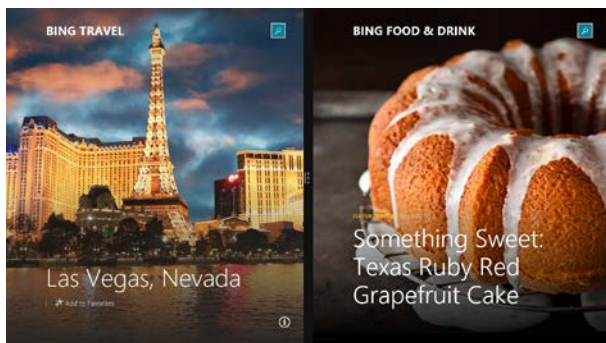 BING TRAVEL
Las Vegas, Nevada
Add to Favorites
BING FOOD & DRINK
Something Sweet:
Texas Ruby Red
Grapefruit Cake